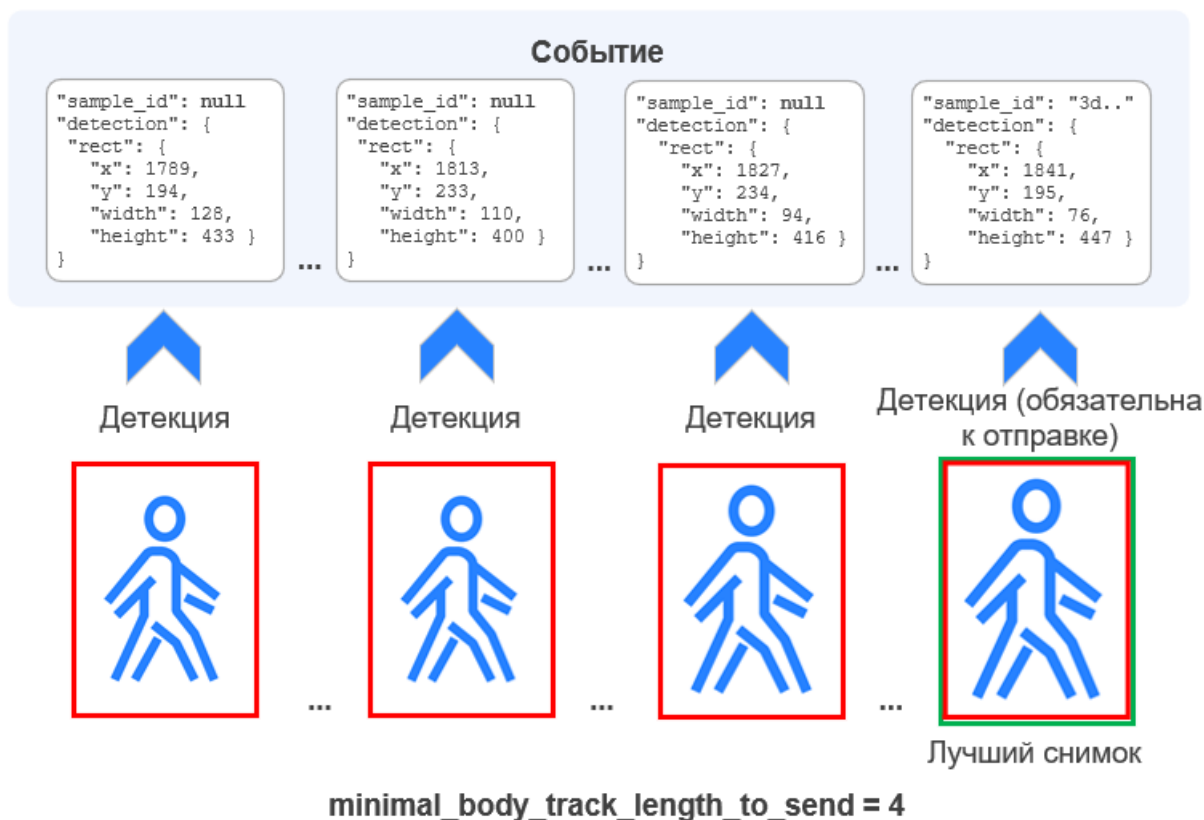 Событие
"sample_id": null
"detection": {
"rect": {
"x": 1789,
"y": 194,
"width": 128,
"height": 433 }
}
...
"sample_id": null
"detection": {
"rect": {
"x": 1813,
"y": 233,
"width": 110,
"height": 400 }
}
...
"sample_id": null
"detection": {
"rect": {
"x": 1827,
"y": 234,
"width": 94,
"height": 416 }
}
...
"sample_id": "3d.."
"detection": {
"rect": {
"x": 1841,
"y": 195,
"width": 76,
"height": 447 }
}
Детекция
Детекция
Детекция
Детекция (обязательна
к отправке)
...
...
...
Лучший снимок
minimal_body_track_length_to_send = 4